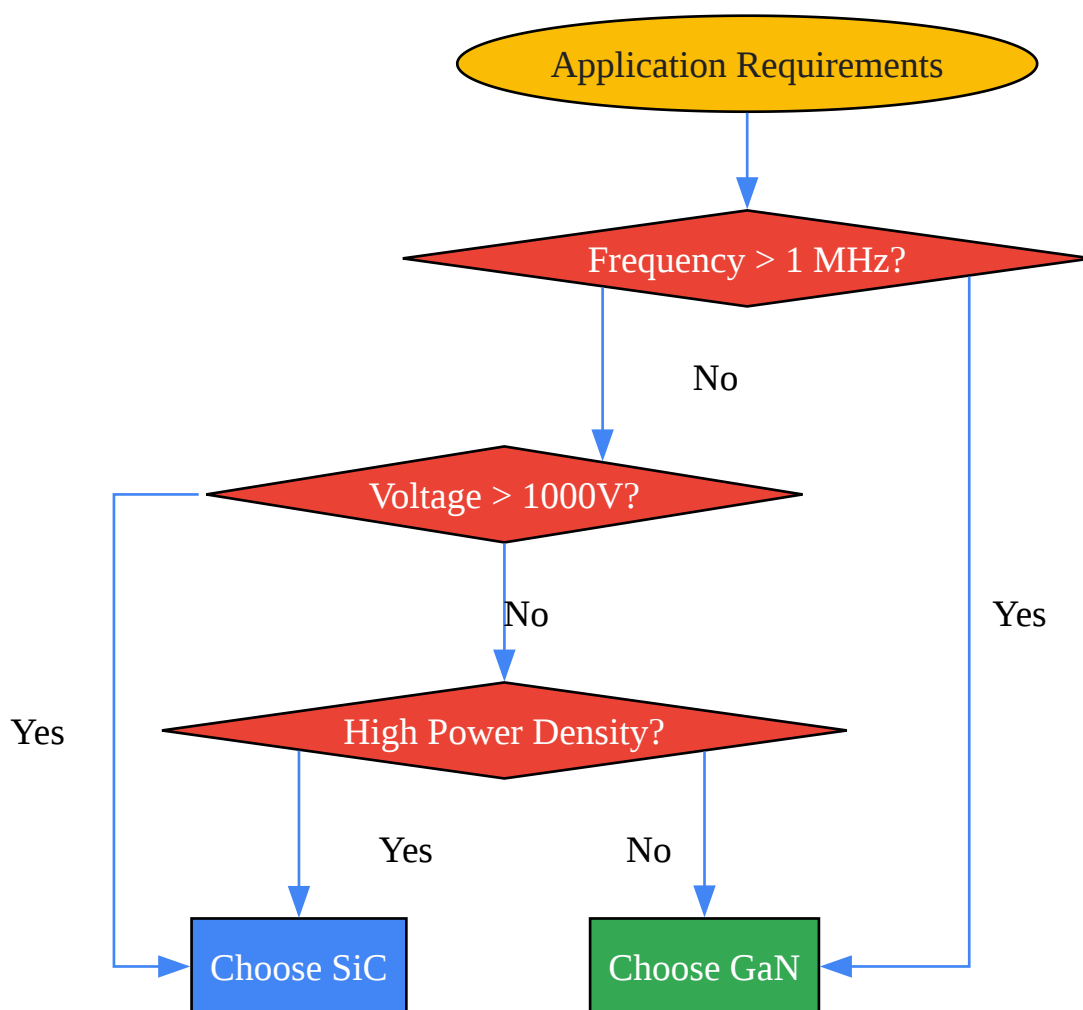 Application Requirements
Frequency > 1 MHz?
No
Voltage > 1000V?
No
Yes
Yes
High Power Density?
Yes
No
Choose SiC
Choose GaN